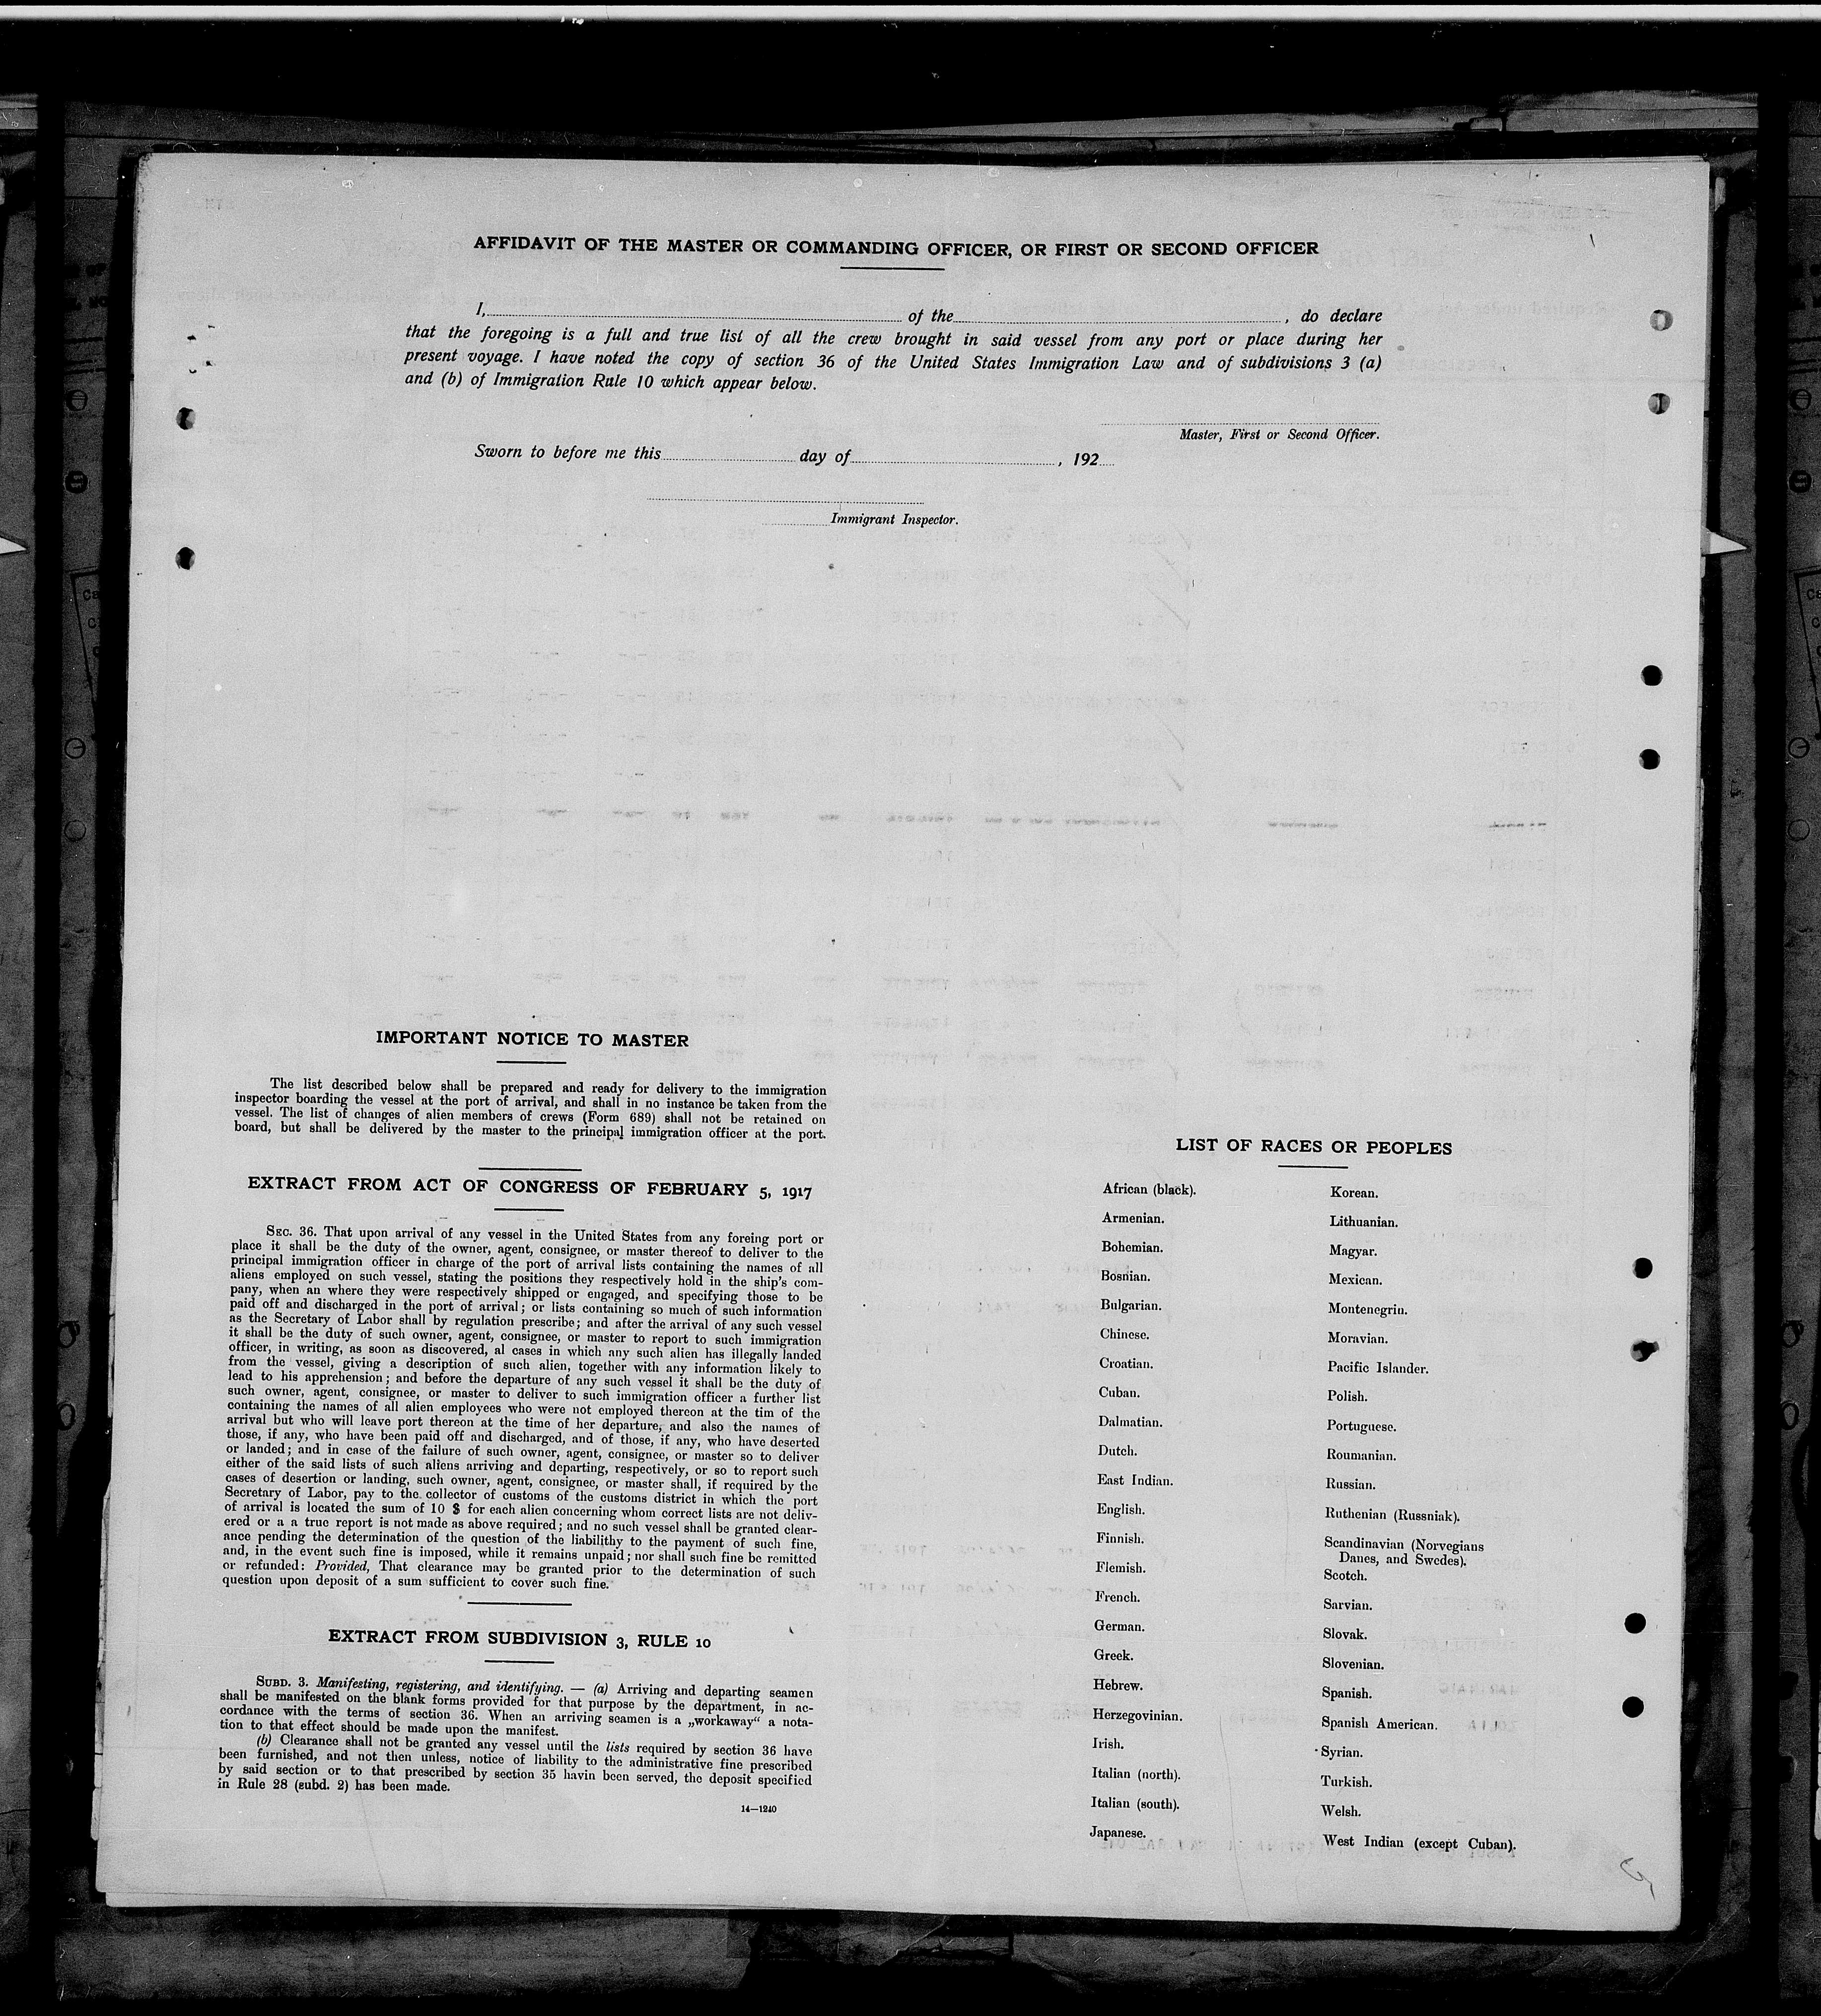 AFFIDAVIT OF THE MASTER OR COMMANDING OFFICER, OR FIRST OR SECOND OFFICER
I, of the , do declare
that the foregoing is a full and true list of all the crew brought in said vessel from any port or place during her
present voyage. I have noted the copy of section 36 of the United States Immigration Law and of subdivisions 3 (a)
and (b) of Immigration Rule 10 which appear below.
Master, First or Second Officer.
Sworn to before me this day of , 192
Immigrant Inspector.
IMPORTANT NOTICE TO MASTER
The list described below shall be prepared and ready for delivery to the immigration
inspector boarding the vessel at the port of arrival, and shall in no instance be taken from the
vessel. The list of changes of alien members of crews (Form 689) shall not be retained on
board, but shall be delivered by the master to the principal immigration officer at the port.
EXTRACT FROM ACT OF CONGRESS OF FEBRUARY 5, 1917
SEC. 36. That upon arrival of any vessel in the United States from any foreing port or
place it shall be the duty of the owner, agent, consignee, or master thereof to deliver to the
principal immigration officer in charge of the port of arrival lists containing the names of all
aliens employed on such vessel, stating the positions they respectively hold in the ship's com-
pany, when an where they were respectively shipped or engaged, and specifying those to be
paid off and discharged in the port of arrival; or lists containing so much of such information
as the Secretary of Labor shall by regulation prescribe; and after the arrival of any such vessel
it shall be the duty of such owner, agent, consignee, or master to report to such immigration
officer, in writing, as soon as discovered, al cases in which any such alien has illegally landed
from the vessel, giving a description of such alien, together with any information likely to
lead to his apprehension; and before the departure of any such vessel it shall be the duty of
such owner, agent, consignee, or master to deliver to such immigration officer a further list
containing the names of all alien employees who were not employed thereon at the tim of the
arrival but who will leave port thereon at the time of her departure, and also the names of
those, if any, who have been paid off and discharged, and of those, if any, who have deserted
or landed; and in case of the failure of such owner, agent, consignee, or master so to deliver
either of the said lists of such aliens arriving and departing, respectively, or so to report such
cases of desertion or landing, such owner, agent, consignee, or master shall, if required by the
Secretary of Labor, pay to the collector of customs of the customs district in which the port
of arrival is located the sum of 10 $ for each alien concerning whom correct lists are not deliv-
ered or a a true report is not made as above required; and no such vessel shall be granted clear-
ance pending the determination of the question of the liabilithy to the payment of such fine,
and, in the event such fine is imposed, while it remains unpaid; nor shall such fine be remitted
or refunded: Provided, That clearance may be granted prior to the determination of such
question upon deposit of a sum sufficient to cover such fine.
EXTRACT FROM SUBDIVISION 3, RULE 10
SUBD. 3. Manifesting, registering, and identifying. — (a) Arriving and departing seamen
shall be manifested on the blank forms provided for that purpose by the department, in ac-
cordance with the terms of section 36. When an arriving seamen is a „workaway“ a nota-
tion to that effect should be made upon the manifest.
(b) Clearance shall not be granted any vessel until the lists required by section 36 have
been furnished, and not then unless, notice of liability to the administrative fine prescribed
by said section or to that prescribed by section 35 havin been served, the deposit specified
in Rule 28 (subd. 2) has been made.
14—1240
LIST OF RACES OR PEOPLES
African (black).
Armenian.
Bohemian.
Bosnian.
Bulgarian.
Chinese.
Croatian.
Cuban.
Dalmatian.
Dutch.
East Indian.
English.
Finnish.
Flemish.
French.
German.
Greek.
Hebrew.
Herzegovinian.
Irish.
Italian (north).
Italian (south).
Japanese.
Korean.
Lithuanian.
Magyar.
Mexican.
Montenegrin.
Moravian.
Pacific Islander.
Polish.
Portuguese.
Roumanian.
Russian.
Ruthenian (Russniak).
Scandinavian (Norvegians
Danes, and Swedes).
Scotch.
Sarvian.
Slovak.
Slovenian.
Spanish.
Spanish American.
Syrian.
Turkish.
Welsh.
West Indian (except Cuban).